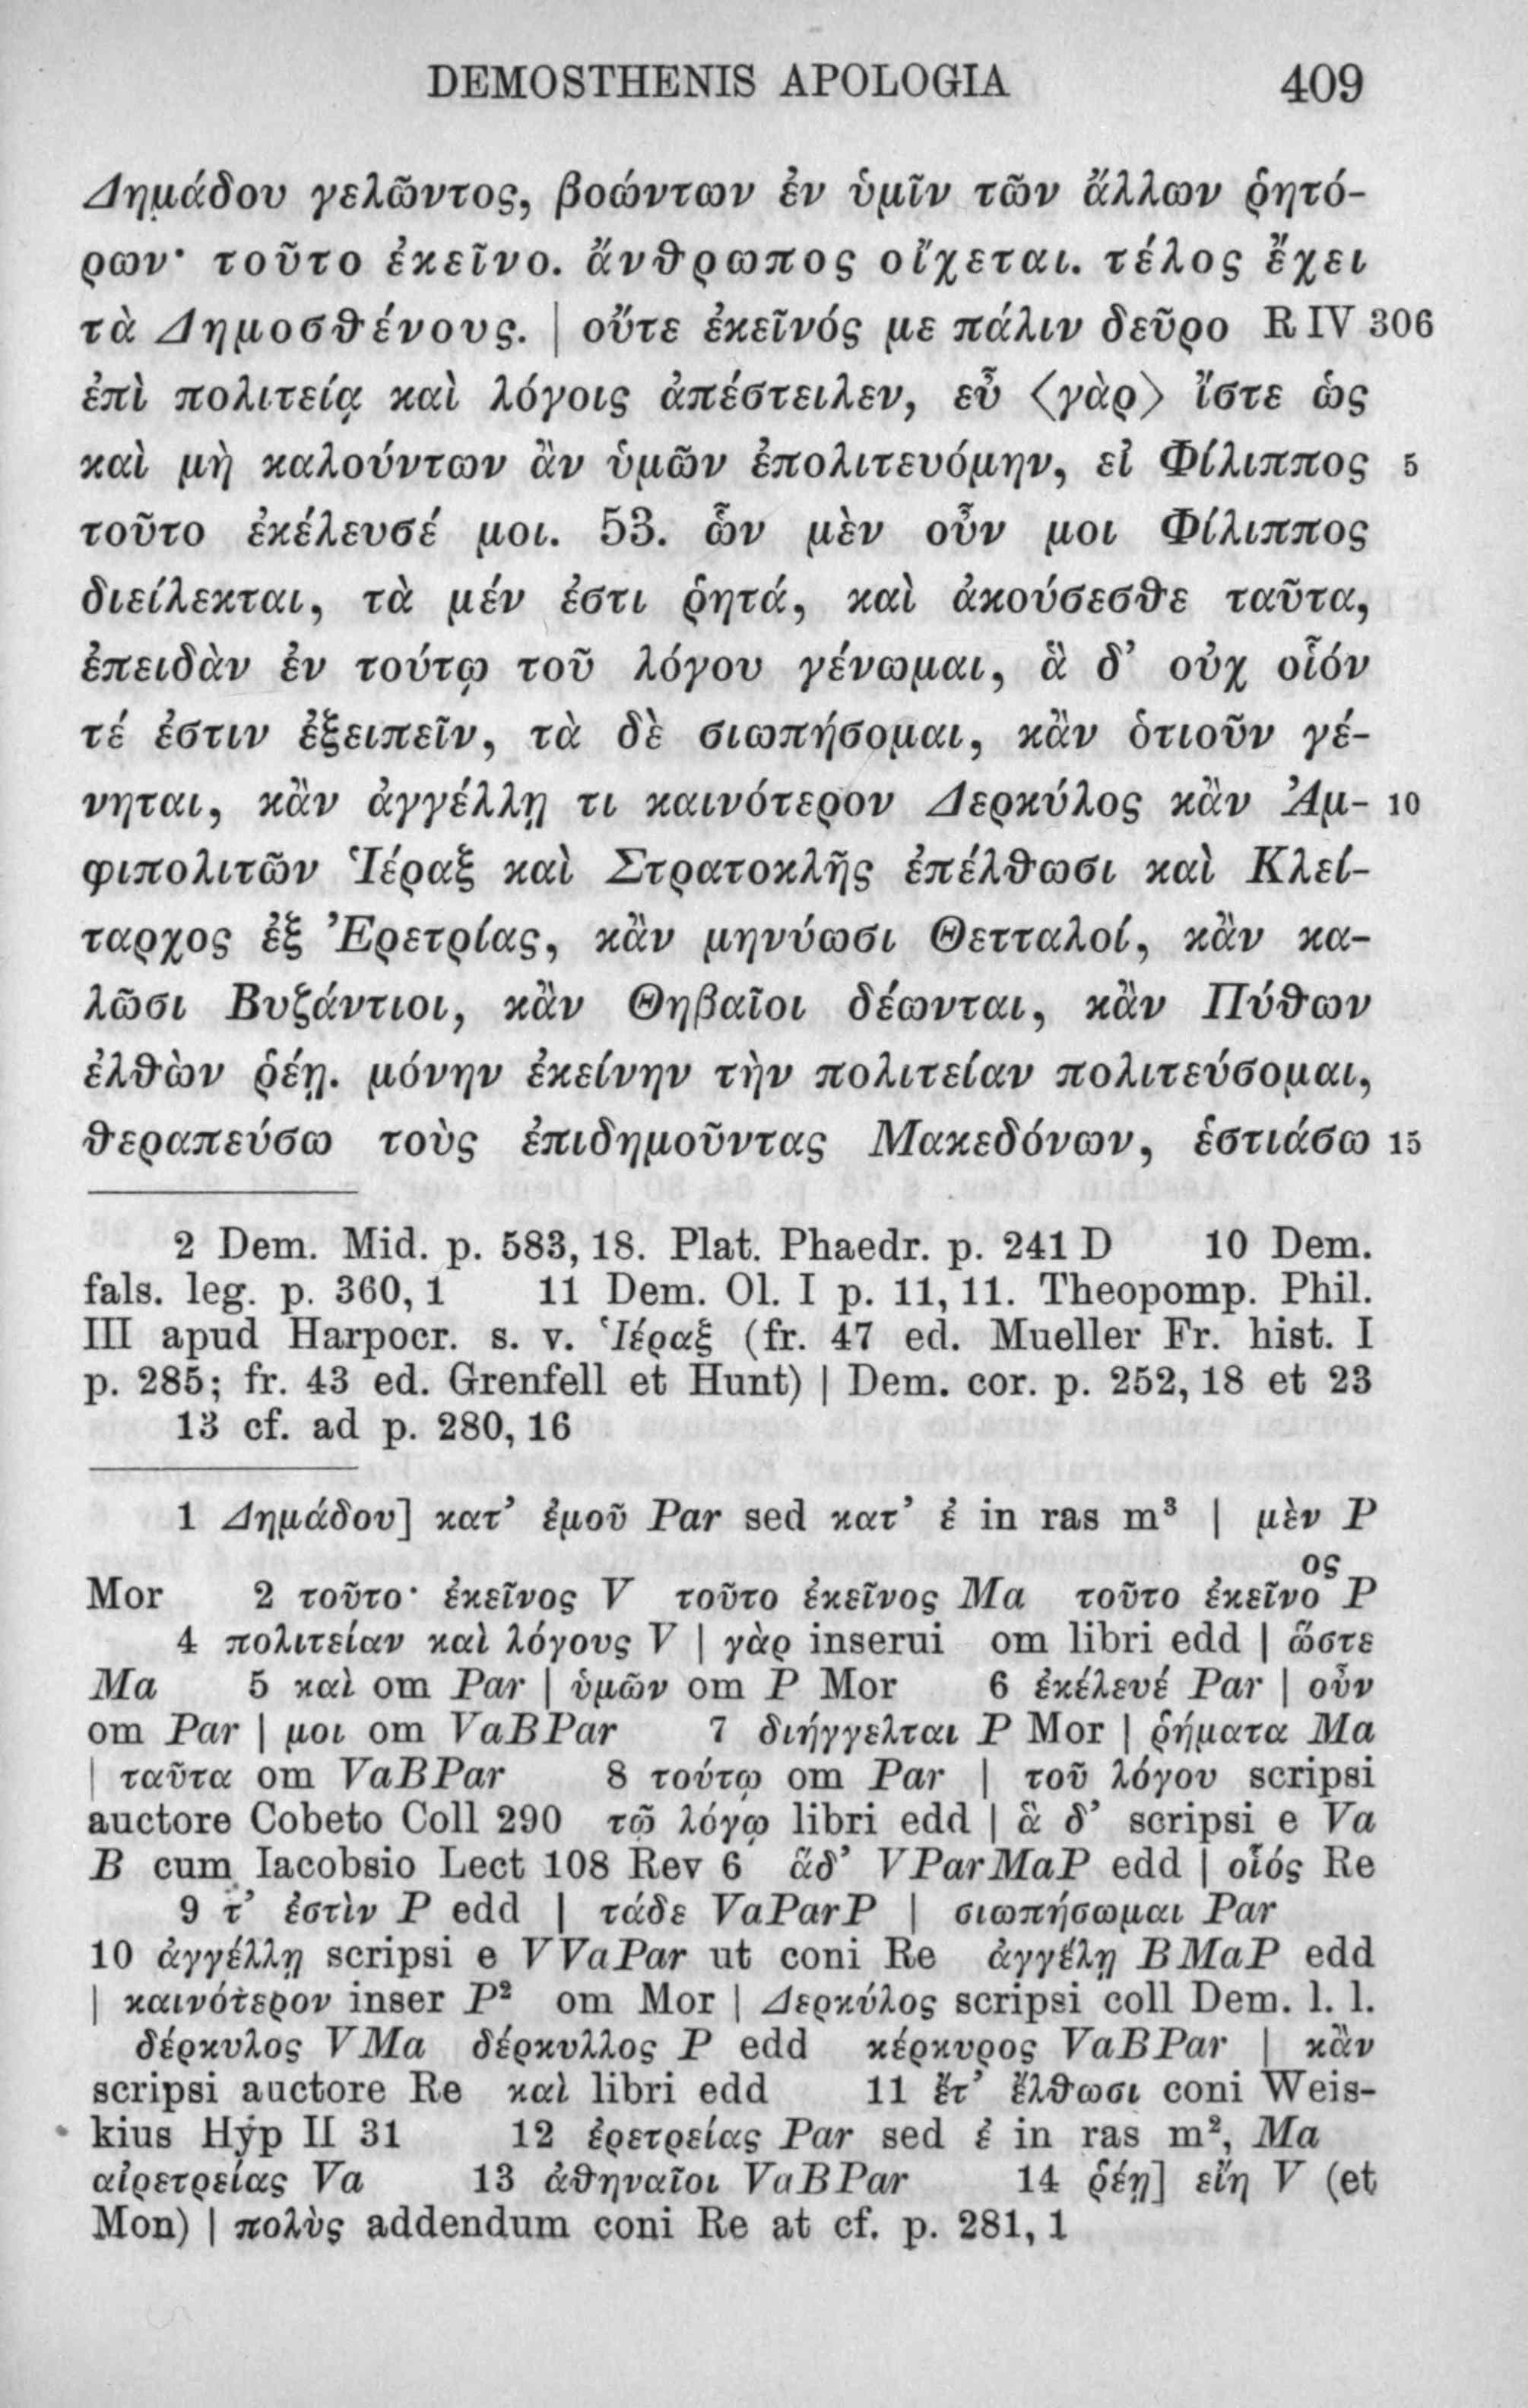 DEMOSTHENIS APOLOGIA 409
Δημάδου γελῶντος, βοώντων ἐν ὑμῖν τῶν ἄλλων ῥητό-
ρων· τοῦτο ἐκεῖνο. ἅνθρωπος οἴχεται. τέλος ἔχει
τὰ Δημοσθένους. | οὔτε ἐκεῖνός με πάλιν δεῦρο R IV 306
ἐπὶ πολιτείᾳ καὶ λόγοις ἀπέστειλεν, εὖ ⟨γὰρ⟩ ἴστε ὡς
καὶ μὴ καλούντων ἂν ὑμῶν ἐπολιτευόμην, εἰ Φίλιππος 5
τοῦτο ἐκέλευσέ μοι. 53. ὧν μὲν οὖν μοι Φίλιππος
διείλεκται, τὰ μέν ἐστι ῥητά, καὶ ἀκούσεσθε ταῦτα,
ἐπειδὰν ἐν τούτῳ τοῦ λόγου γένωμαι, ἃ δ’ οὐχ οἷόν
τέ ἐστιν ἐξειπεῖν, τὰ δὲ σιωπήσομαι, κἂν ὁτιοῦν γέ-
νηται, κἂν ἀγγέλλῃ τι καινότερον Δερκύλος κἂν Ἀμ- 10
φιπολιτῶν Ἱέραξ καὶ Στρατοκλῆς ἐπέλθωσι καὶ Κλεί-
ταρχος ἐξ Ἐρετρίας, κἂν μηνύωσι Θετταλοί, κἂν κα-
λῶσι Βυζάντιοι, κἂν Θηβαῖοι δέωνται, κἂν Πύθων
ἐλθὼν ῥέῃ. μόνην ἐκείνην τὴν πολιτείαν πολιτεύσομαι,
θεραπεύσω τοὺς ἐπιδημοῦντας Μακεδόνων, ἑστιάσω 15
2 Dem. Mid. p. 583, 18. Plat. Phaedr. p. 241 D 10 Dem.
fals. leg. p. 360, 1 11 Dem. Ol. I p. 11, 11. Theopomp. Phil.
III apud Harpocr. s. v. Ἱέραξ (fr. 47 ed. Mueller Fr. hist. I
p. 285; fr. 43 ed. Grenfell et Hunt) | Dem. cor. p. 252, 18 et 23
13 cf. ad p. 280, 16
1 Δημάδου] κατ’ ἐμοῦ Par sed κατ’ ἐ in ras m³ | μὲν P
Mor 2 τοῦτο· ἐκεῖνος V τοῦτο ἐκεῖνος Ma τοῦτο ἐκεῖνο^ος P
4 πολιτείαν καὶ λόγους V | γὰρ inserui om libri edd | ὥστε
Ma 5 καὶ om Par | ὑμῶν om P Mor 6 ἐκέλευέ Par | οὖν
om Par | μοι om VaBPar 7 διήγγελται P Mor | ῥήματα Ma
| ταῦτα om VaBPar 8 τούτῳ om Par | τοῦ λόγου scripsi
auctore Cobeto Coll 290 τῷ λόγῳ libri edd | ἃ δ’ scripsi e Va
B cum Iacobsio Lect 108 Rev 6 ἅδ’ VParMaP edd | οἷός Re
9 τ’ ἐστὶν P edd | τάδε VaParP | σιωπήσωμαι Par
10 ἀγγέλλῃ scripsi e VVaPar ut coni Re ἀγγέλῃ BMaP edd
| καινότερον inser P² om Mor | Δερκύλος scripsi coll Dem. l. l.
δέρκυλος VMa δέρκυλλος P edd κέρκυρος VaBPar | κἂν
scripsi auctore Re καὶ libri edd 11 ἔτ’ ἔλθωσι coni Weis-
kius Hyp II 31 12 ἐρετρείας Par sed ἐ in ras m², Ma
αἱρετρείας Va 13 ἀθηναῖοι VaBPar 14 ῥέῃ] εἴη V (et
Mon) | πολὺς addendum coni Re at cf. p. 281, 1